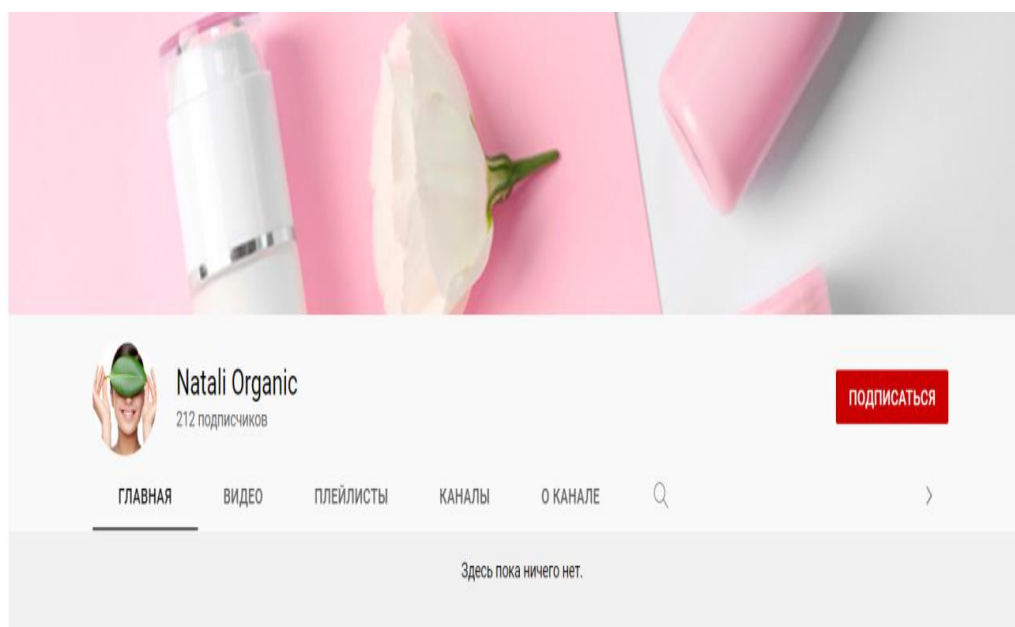 Natali Organic
212 подписчиков
ПОДПИСАТЬСЯ
ГЛАВНАЯ ВИДЕО ПЛЕЙЛИСТЫ КАНАЛЫ О КАНАЛЕ
Здесь пока ничего нет.